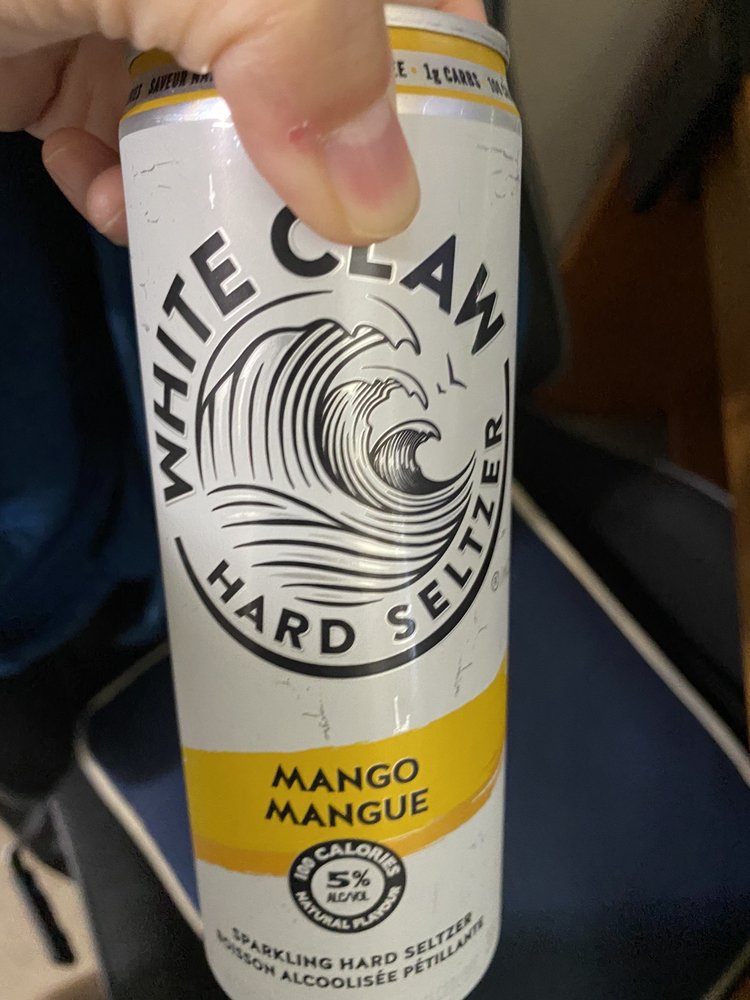 SAVEUR
1g CARBS
WHITE CLAW
HARD SELTZER
MANGO
MANGUE
100 CALORIES
5%
ALC/VOL
NATURAL FLAVOUR
SPARKLING HARD SELTZER
BOISSON ALCOOLISÉE PÉTILLANTE